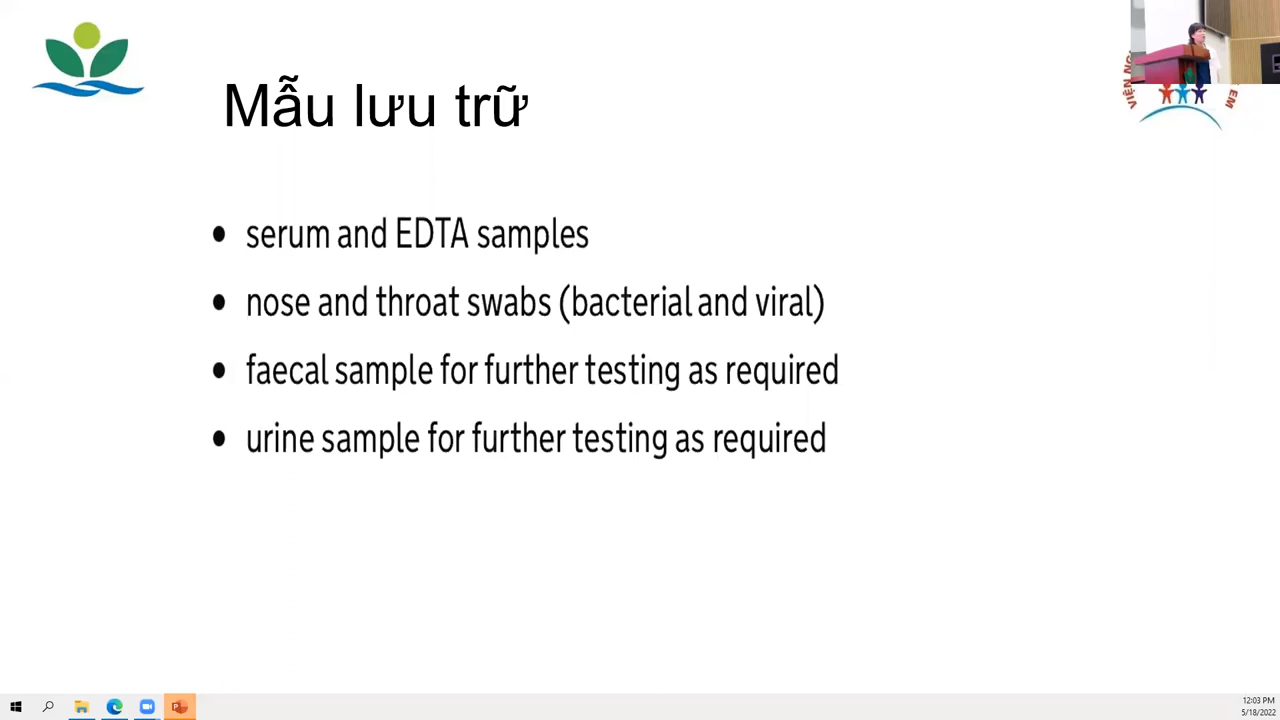 Mẫu lưu trữ
• serum and EDTA samples
• nose and throat swabs (bacterial and viral)
• faecal sample for further testing as required
• urine sample for further testing as required
12:03 PM
5/18/2022